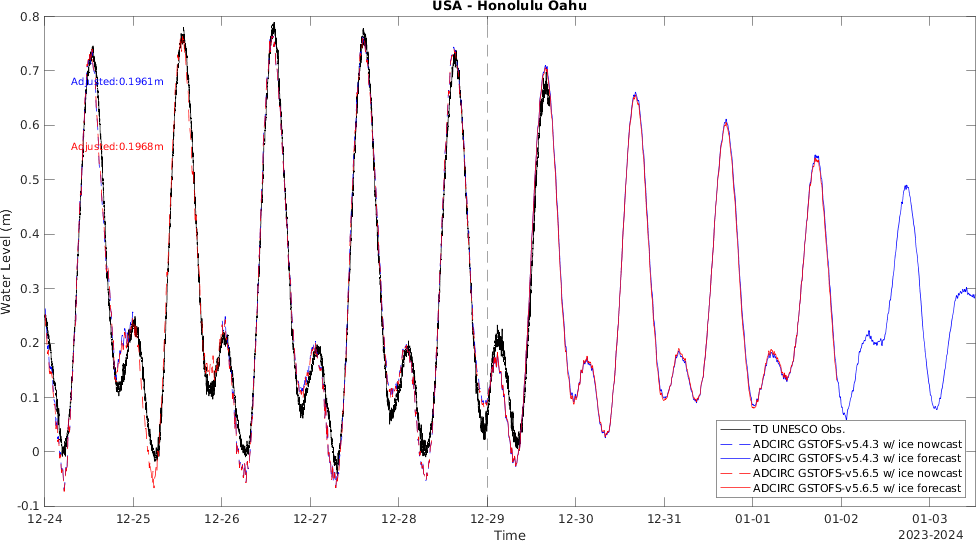 USA - Honolulu Oahu
0.8
0.7
0.6
0.5
0.4
0.3
0.2
0.1
0
-0.1
Water Level (m)
Adjusted:0.1961m
Adjusted:0.1968m
TD UNESCO Obs.
ADCIRC GSTOFS-v5.4.3 w/ ice nowcast
ADCIRC GSTOFS-v5.4.3 w/ ice forecast
ADCIRC GSTOFS-v5.6.5 w/ ice nowcast
ADCIRC GSTOFS-v5.6.5 w/ ice forecast
12-24 12-25 12-26 12-27 12-28 12-29 12-30 12-31 01-01 01-02 01-03
Time
2023-2024